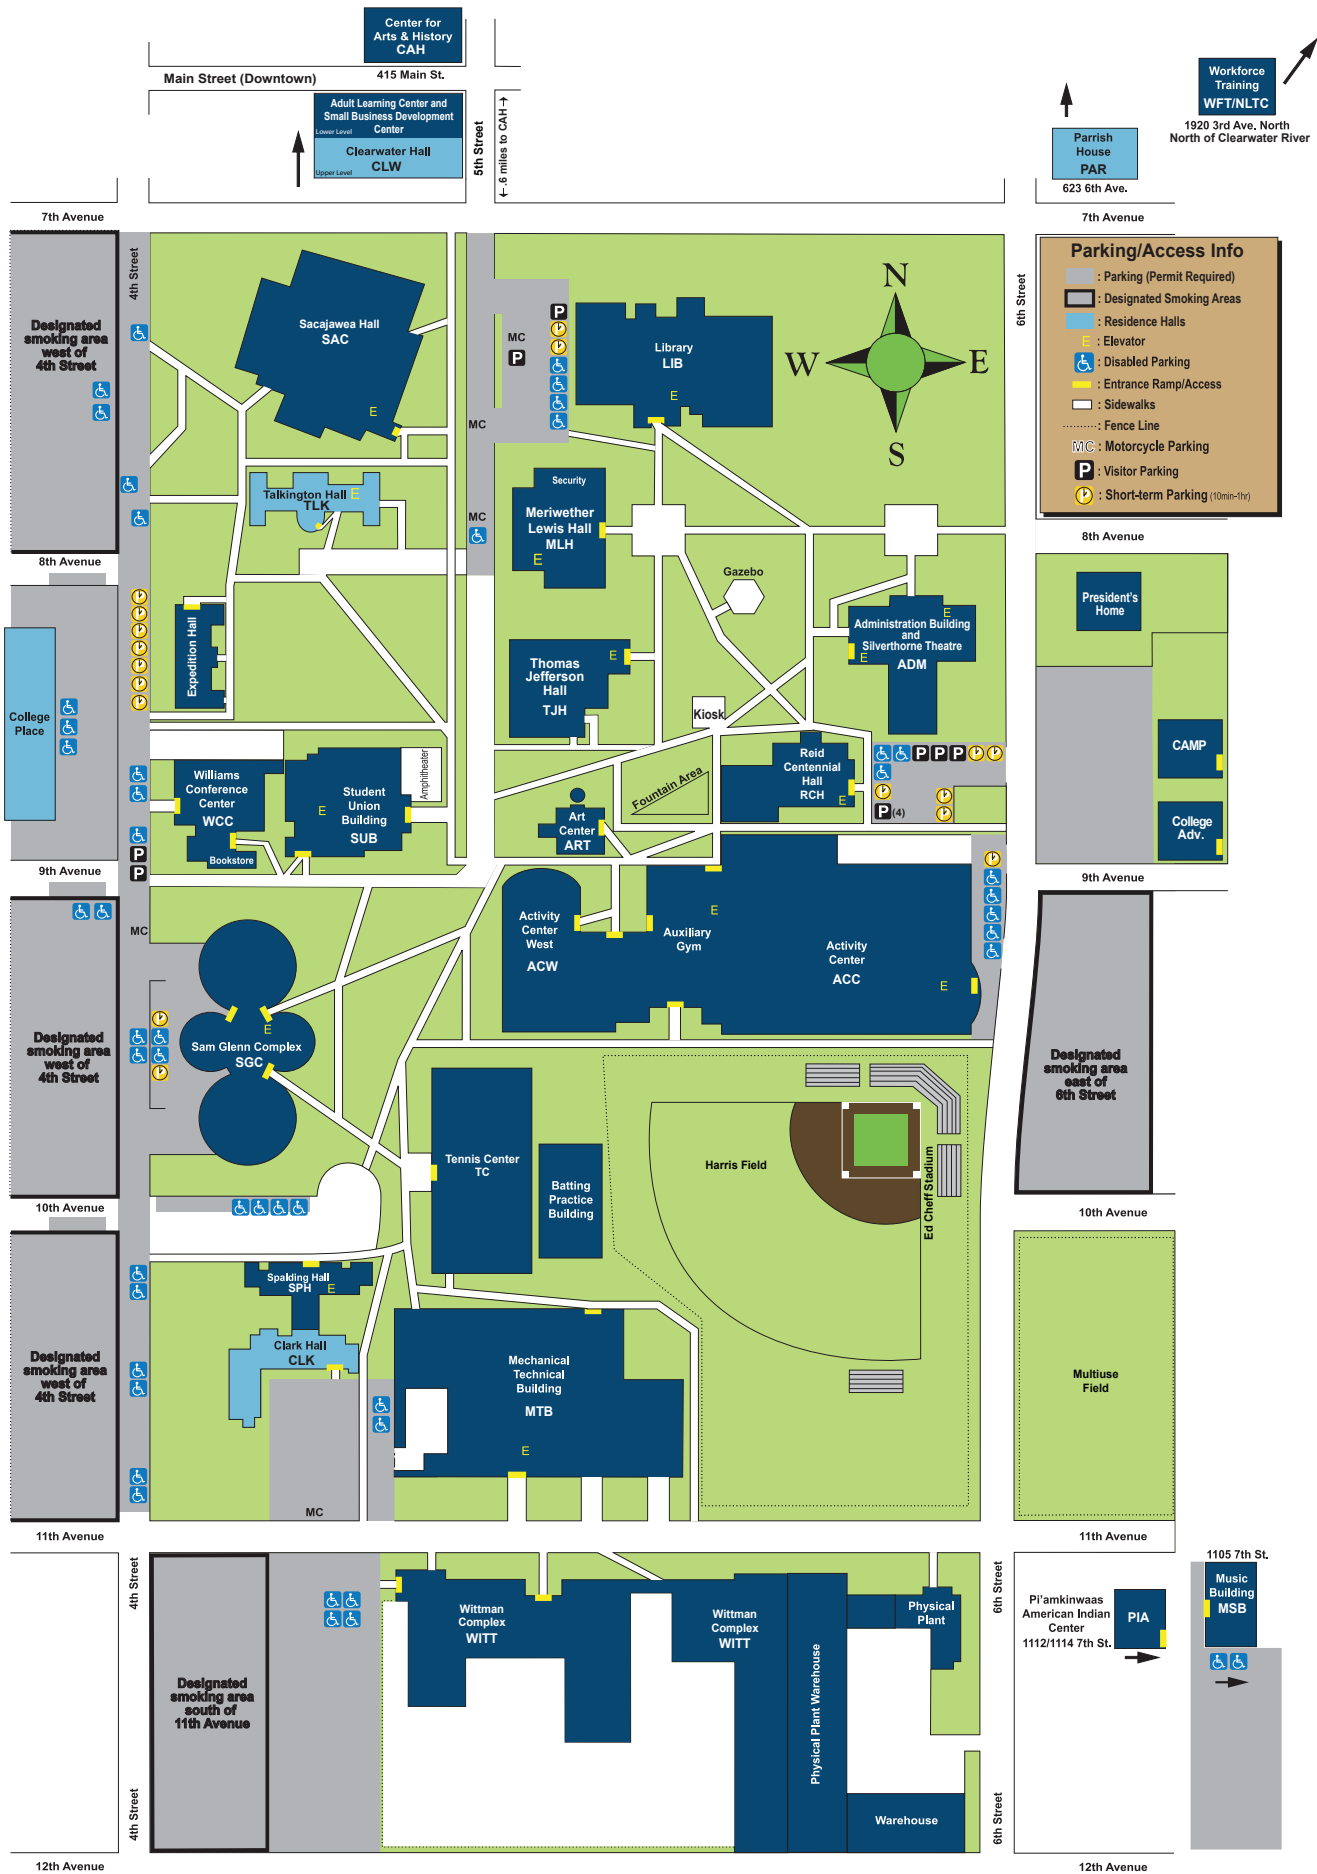 Center for
Arts & History
CAH
415 Main St.
Main Street (Downtown)
Adult Learning Center and
Small Business Development
Center
Lower Level
Clearwater Hall
CLW
Upper Level
5th Street
←.6 miles to CAH→
Workforce
Training
WFT/NLTC
1920 3rd Ave. North
North of Clearwater River
Parrish
House
PAR
623 6th Ave.
7th Avenue
7th Avenue
4th Street
6th Street
Parking/Access Info
: Parking (Permit Required)
: Designated Smoking Areas
: Residence Halls
E : Elevator
: Disabled Parking
: Entrance Ramp/Access
: Sidewalks
: Fence Line
MC : Motorcycle Parking
P : Visitor Parking
P : Short-term Parking (10min-1hr)
Designated
smoking area
west of
4th Street
Sacajawea Hall
SAC
E
MC
P
P
P
P
MC
Library
LIB
E
N
W
E
S
Talkington Hall
TLK
E
MC
Security
Meriwether
Lewis Hall
MLH
E
8th Avenue
8th Avenue
Gazebo
President's
Home
P
P
P
P
P
P
P
Expedition Hall
Administration Building
and
Silverthorne Theatre
ADM
E
E
Thomas
Jefferson
Hall
TJH
E
College
Place
Kiosk
CAMP
Williams
Conference
Center
WCC
Bookstore
Student
Union
Building
SUB
E
Amphitheater
Fountain Area
Reid
Centennial
Hall
RCH
E
P
P
P
P
P
P
P (4)
P
P
Art
Center
ART
College
Adv.
P
P
9th Avenue
9th Avenue
P
MC
Activity
Center
West
ACW
Auxiliary
Gym
E
Activity
Center
ACC
E
Designated
smoking area
west of
4th Street
P
P
Sam Glenn Complex
SGC
E
Designated
smoking area
east of
6th Street
Tennis Center
TC
Batting
Practice
Building
Harris Field
Ed Cheff Stadium
10th Avenue
10th Avenue
Spalding Hall
SPH
E
Clark Hall
CLK
Designated
smoking area
west of
4th Street
Mechanical
Technical
Building
MTB
E
Multiuse
Field
MC
11th Avenue
11th Avenue
4th Street
6th Street
1105 7th St.
Music
Building
MSB
Pi'amkinwaas
American Indian
Center
1112/1114 7th St.
PIA
Wittman
Complex
WITT
Wittman
Complex
WITT
Physical
Plant
Designated
smoking area
south of
11th Avenue
Physical Plant Warehouse
Warehouse
4th Street
6th Street
12th Avenue
12th Avenue